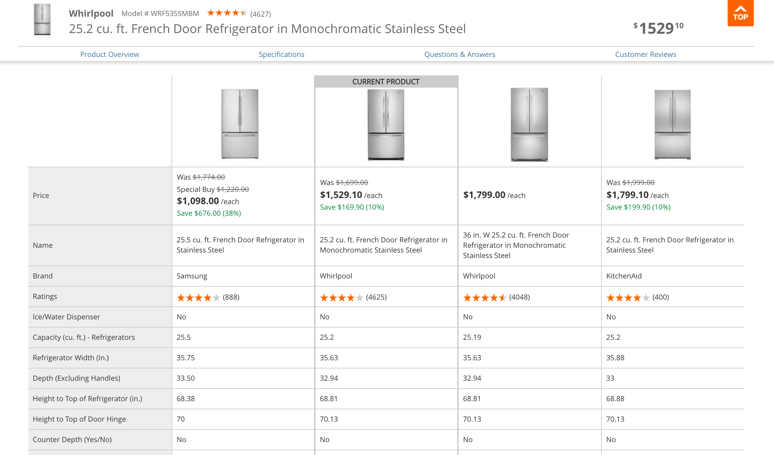 Whirlpool Model # WRF535SMBM (4627)
25.2 cu. ft. French Door Refrigerator in Monochromatic Stainless Steel
$1529 10
TOP
Product Overview
Specifications
Questions & Answers
Customer Reviews
CURRENT PRODUCT
Price
Was $1,774.00
Special Buy $1,220.00
$1,098.00 /each
Save $676.00 (38%)
Was $1,699.00
$1,529.10 /each
Save $169.90 (10%)
$1,799.00 /each
Was $1,999.00
$1,799.10 /each
Save $199.90 (10%)
Name
25.5 cu. ft. French Door Refrigerator in
Stainless Steel
25.2 cu. ft. French Door Refrigerator in
Monochromatic Stainless Steel
36 in. W 25.2 cu. ft. French Door
Refrigerator in Monochromatic
Stainless Steel
25.2 cu. ft. French Door Refrigerator in
Stainless Steel
Brand
Samsung
Whirlpool
Whirlpool
KitchenAid
Ratings
(888)
(4625)
(4048)
(400)
Ice/Water Dispenser
No
No
No
No
Capacity (cu. ft.) - Refrigerators
25.5
25.2
25.19
25.2
Refrigerator Width (In.)
35.75
35.63
35.63
35.88
Depth (Excluding Handles)
33.50
32.94
32.94
33
Height to Top of Refrigerator (in.)
68.38
68.81
68.81
68.88
Height to Top of Door Hinge
70
70.13
70.13
70.13
Counter Depth (Yes/No)
No
No
No
No